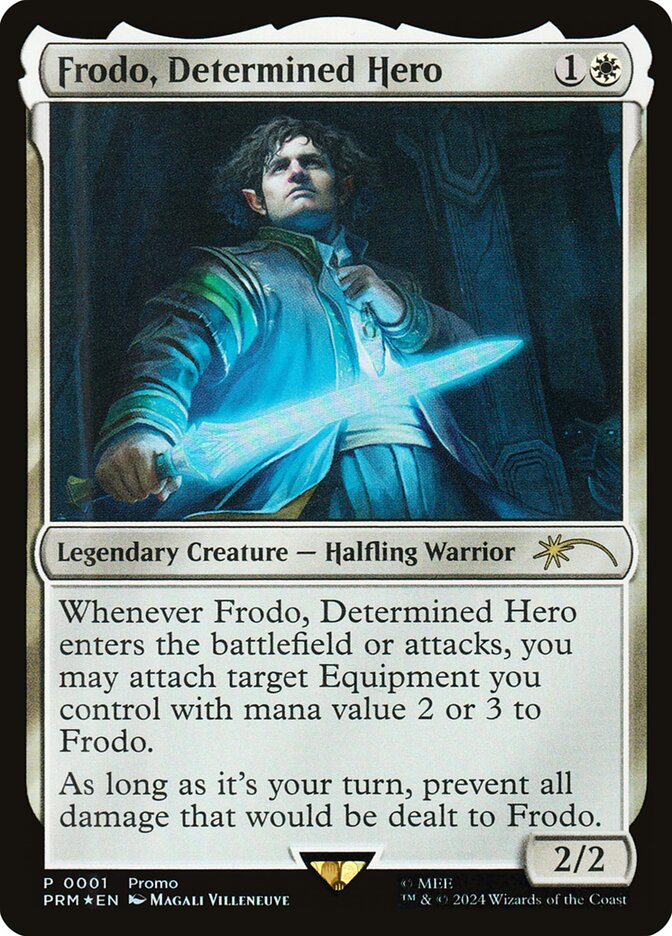 Frodo, Determined Hero 1
Legendary Creature — Halfling Warrior
Whenever Frodo, Determined Hero
enters the battlefield or attacks, you
may attach target Equipment you
control with mana value 2 or 3 to
Frodo.
As long as it's your turn, prevent all
damage that would be dealt to Frodo.
2/2
P 0001 Promo
PRM★EN Magali Villeneuve
© MEE
™ & © 2024 Wizards of the Coast